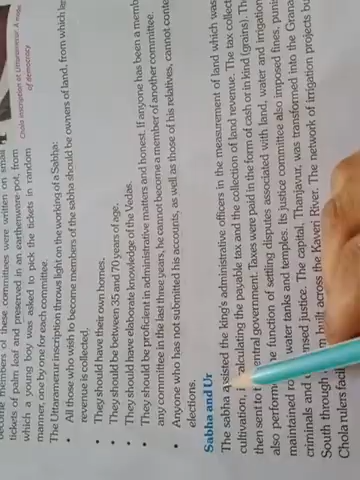 Chola inscription at Uttaramerur: A mode
of democracy
members of these committees were written on small
tickets of palm leaf and preserved in an earthenware pot, from
which a young boy was asked to pick the tickets in random
manner, one by one, for each committee.
The Uttaramerur inscription throws light on the working of a Sabha:
• All those who wish to become members of the sabha should be owners of land, from which
revenue is collected.
• They should have their own homes.
• They should be between 35 and 70 years of age.
• They should have elaborate knowledge of the Vedas.
• They should be proficient in administrative matters and honest. If anyone has been a
any committee in the last three years, he cannot become a member of another committee.
• Anyone who has not submitted his accounts, as well as those of his relatives, cannot
elections.
Sabha and Ur
The sabha assisted the king's administrative officers in the measurement of land which was
cultivation, calculating the payable tax and the collection of land revenue. The tax
then sent to entral government. Taxes were paid in the form of cash or in kind (grains).
also perform he function of settling disputes associated with land, water and irrigation
maintained ro water tanks and temples. Its justice committee also imposed fines,
criminals and ensed justice. The capital, Thanjavur, was transformed into the
South through built across the Kaveri River. The network of irrigation projects
Chola rulers